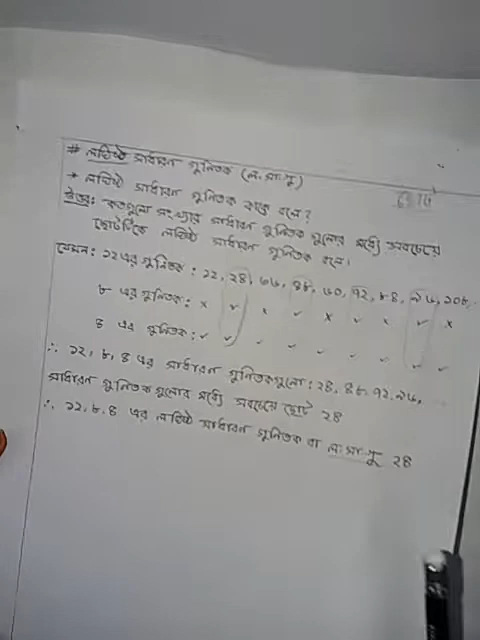 # লঘিষ্ঠ সাধারণ গুণিতক (ল.সা.গু)
* লঘিষ্ঠ সাধারণ গুণিতক কাকে বলে?
উত্তর: কতগুলো সংখ্যার সাধারণ গুণিতক গুলোর মধ্যে সবচেয়ে
ছোটটিকে লঘিষ্ঠ সাধারণ গুণিতক বলে।
যেমন: ১২ এর গুণিতক: ১২, ২৪, ৩৬, ৪৮, ৬০, ৭২, ৮৪, ৯৬, ১০৮,
৮ এর গুণিতক: x ✓ x ✓ x ✓ x ✓ x
৪ এর গুণিতক: ✓ ✓ ✓ ✓ ✓ ✓ ✓ ✓ ✓
∴ ১২, ৮, ৪ এর সাধারণ গুণিতকগুলো: ২৪, ৪৮, ৭২, ৯৬,
সাধারণ গুণিতক গুলোর মধ্যে সবচেয়ে ছোট ২৪
∴ ১২, ৮, ৪ এর লঘিষ্ঠ সাধারণ গুণিতক বা ল.সা.গু ২৪